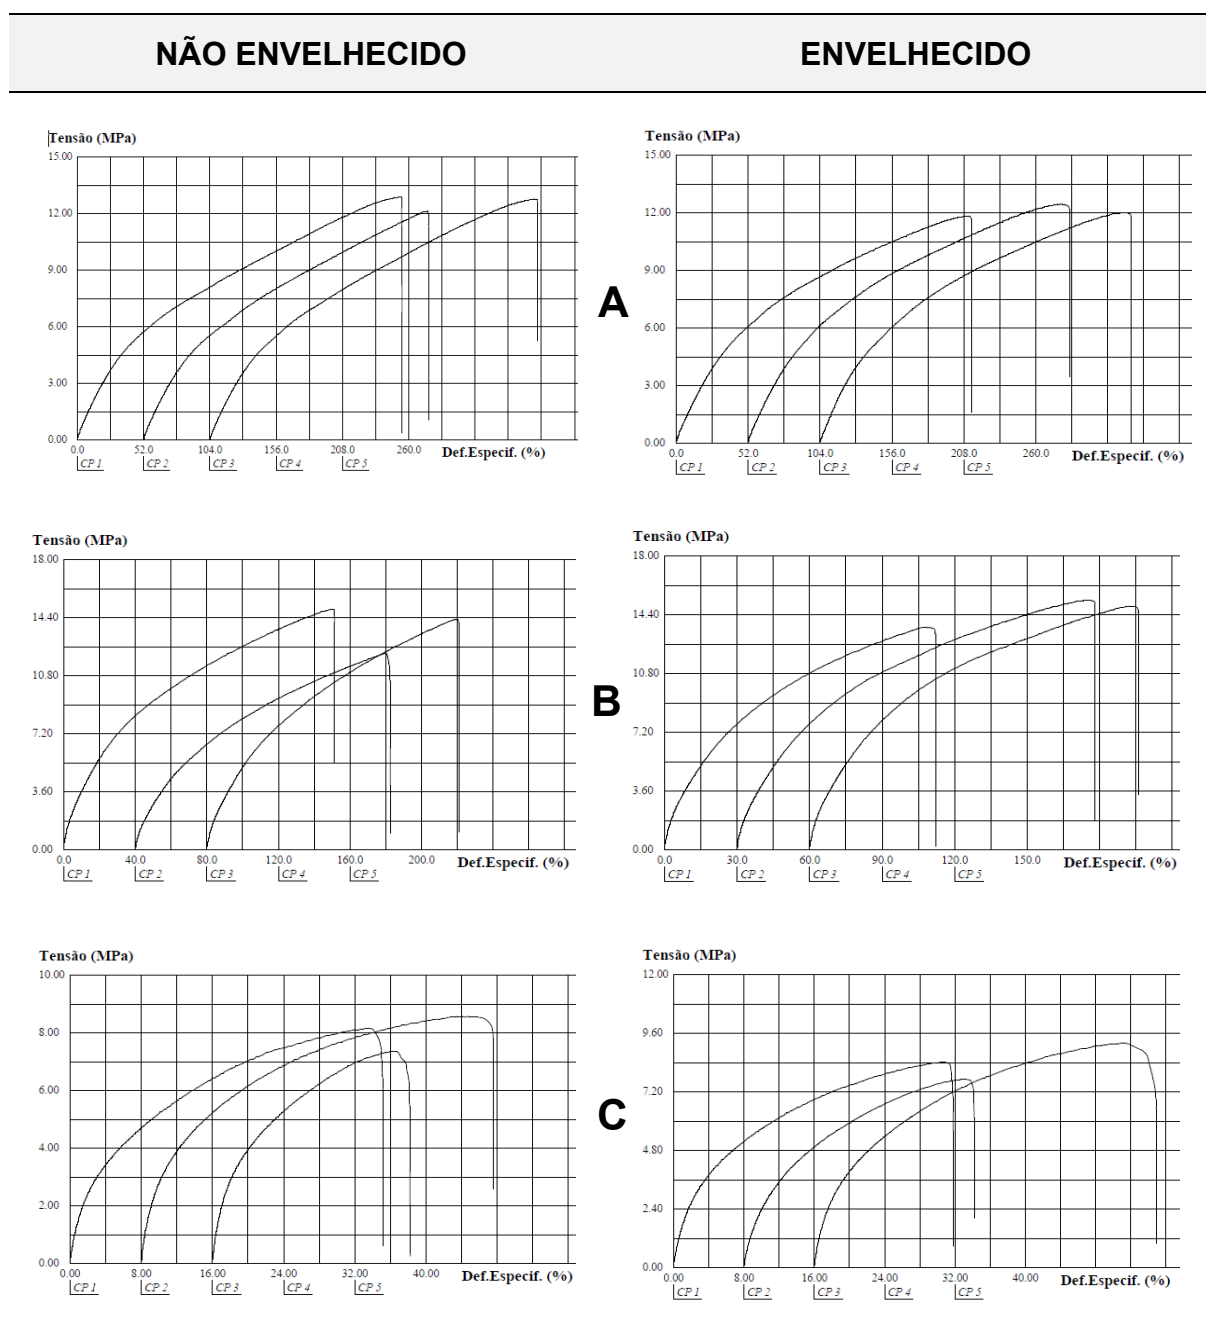 NÃO ENVELHECIDO
ENVELHECIDO
Tensão (MPa)
15.00
12.00
9.00
6.00
3.00
0.00
0.0 52.0 104.0 156.0 208.0 260.0 Def.Especif. (%)
CP 1 CP 2 CP 3 CP 4 CP 5
A
Tensão (MPa)
15.00
12.00
9.00
6.00
3.00
0.00
0.0 52.0 104.0 156.0 208.0 260.0 Def.Especif. (%)
CP 1 CP 2 CP 3 CP 4 CP 5
Tensão (MPa)
18.00
14.40
10.80
7.20
3.60
0.00
0.0 40.0 80.0 120.0 160.0 200.0 Def.Especif. (%)
CP 1 CP 2 CP 3 CP 4 CP 5
B
Tensão (MPa)
18.00
14.40
10.80
7.20
3.60
0.00
0.0 30.0 60.0 90.0 120.0 150.0 Def.Especif. (%)
CP 1 CP 2 CP 3 CP 4 CP 5
Tensão (MPa)
10.00
8.00
6.00
4.00
2.00
0.00
0.00 8.00 16.00 24.00 32.00 40.00 Def.Especif. (%)
CP 1 CP 2 CP 3 CP 4 CP 5
C
Tensão (MPa)
12.00
9.60
7.20
4.80
2.40
0.00
0.00 8.00 16.00 24.00 32.00 40.00 Def.Especif. (%)
CP 1 CP 2 CP 3 CP 4 CP 5